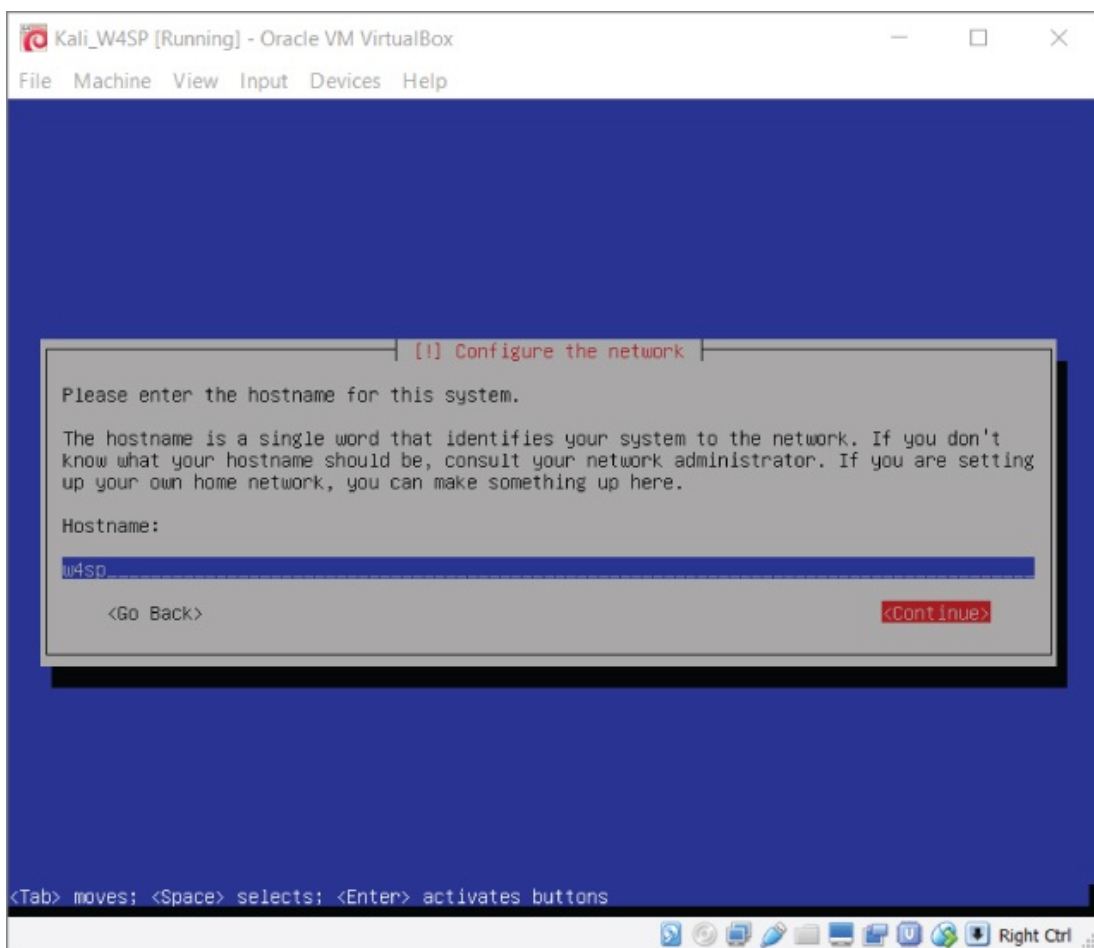 Kali_W4SP [Running] - Oracle VM VirtualBox
File Machine View Input Devices Help
[!] Configure the network
Please enter the hostname for this system.
The hostname is a single word that identifies your system to the network. If you don't
know what your hostname should be, consult your network administrator. If you are setting
up your own home network, you can make something up here.
Hostname:
w4sp
<Go Back> <Continue>
<Tab> moves; <Space> selects; <Enter> activates buttons
Right Ctrl